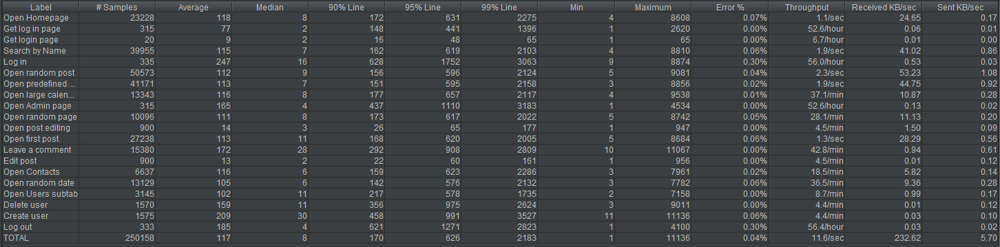 Label # Samples Average Median 90% Line 95% Line 99% Line Min Maximum Error % Throughput Received KB/sec Sent KB/sec
Open Homepage 23228 118 8 172 631 2275 4 8608 0.07% 1.1/sec 24.65 0.17
Get log in page 315 77 2 148 441 1396 1 2620 0.00% 52.6/hour 0.06 0.01
Get login page 20 9 2 16 48 65 1 65 0.00% 6.7/hour 0.01 0.00
Search by Name 39955 115 7 162 619 2103 4 8810 0.06% 1.9/sec 41.02 0.86
Log in 335 247 16 628 1752 3063 9 8874 0.30% 56.0/hour 0.53 0.03
Open random post 50573 112 9 156 596 2124 5 9081 0.04% 2.3/sec 53.23 1.08
Open predefined ... 41171 113 7 151 595 2158 3 8856 0.02% 1.9/sec 44.75 0.92
Open large calen... 13343 116 8 177 657 2117 4 9538 0.01% 37.1/min 10.87 0.28
Open Admin page 315 165 4 437 1110 3183 1 4534 0.00% 52.6/hour 0.13 0.02
Open random page 10096 111 8 173 617 2022 5 8742 0.05% 28.1/min 11.13 0.20
Open post editing 900 14 3 26 65 177 1 947 0.00% 4.5/min 1.50 0.09
Open first post 27238 113 11 168 620 2005 5 8684 0.06% 1.3/sec 28.29 0.56
Leave a comment 15380 172 28 292 908 2809 10 11067 0.00% 42.8/min 0.94 0.61
Edit post 900 13 2 22 60 161 1 956 0.00% 4.5/min 0.01 0.12
Open Contacts 6637 116 6 159 623 2286 3 7961 0.02% 18.5/min 5.82 0.14
Open random date 13129 105 6 142 576 2132 3 7782 0.06% 36.5/min 9.36 0.28
Open Users subtab 3145 102 11 217 578 1735 2 7158 0.00% 8.7/min 0.99 0.17
Delete user 1570 159 11 356 975 2624 3 9011 0.00% 4.4/min 0.01 0.12
Create user 1575 209 30 458 991 3527 11 11136 0.06% 4.4/min 0.03 0.10
Log out 333 185 4 621 1271 2823 1 4100 0.30% 56.4/hour 0.03 0.02
TOTAL 250158 117 8 170 626 2183 1 11136 0.04% 11.6/sec 232.62 5.70